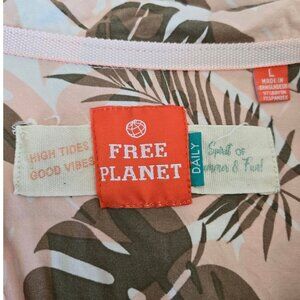 L
MADE IN
BANGLADESH
HIGH TIDES
GOOD VIBES
FREE
PLANET
DAILY
Spirit OF
Summer & Fun!